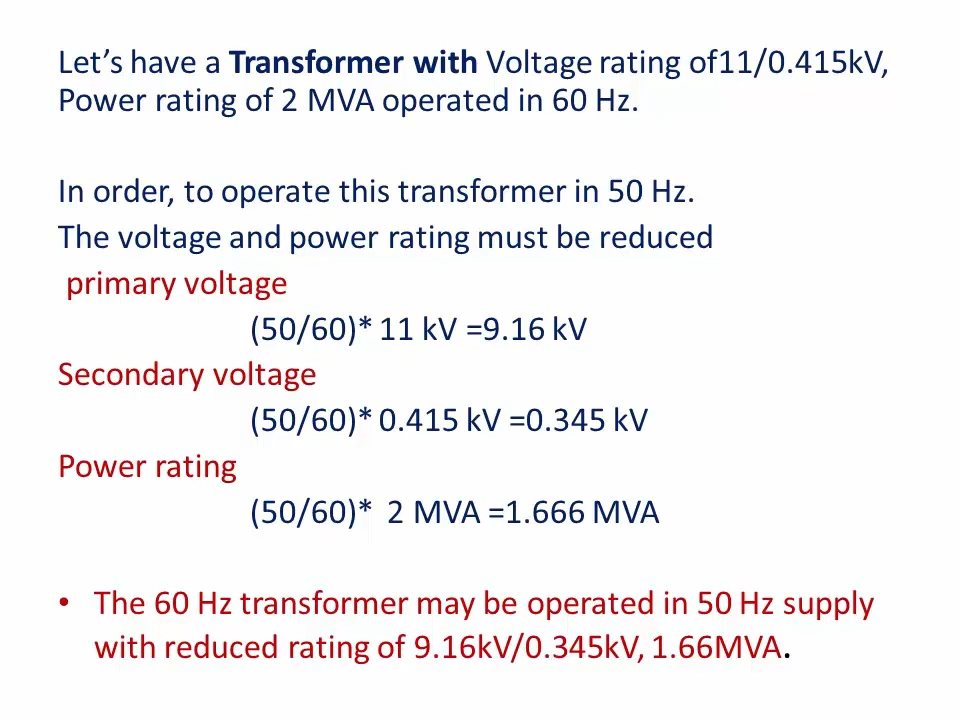 Let’s have a Transformer with Voltage rating of11/0.415kV,
Power rating of 2 MVA operated in 60 Hz.
In order, to operate this transformer in 50 Hz.
The voltage and power rating must be reduced
primary voltage
(50/60)* 11 kV =9.16 kV
Secondary voltage
(50/60)* 0.415 kV =0.345 kV
Power rating
(50/60)* 2 MVA =1.666 MVA
• The 60 Hz transformer may be operated in 50 Hz supply
with reduced rating of 9.16kV/0.345kV, 1.66MVA.